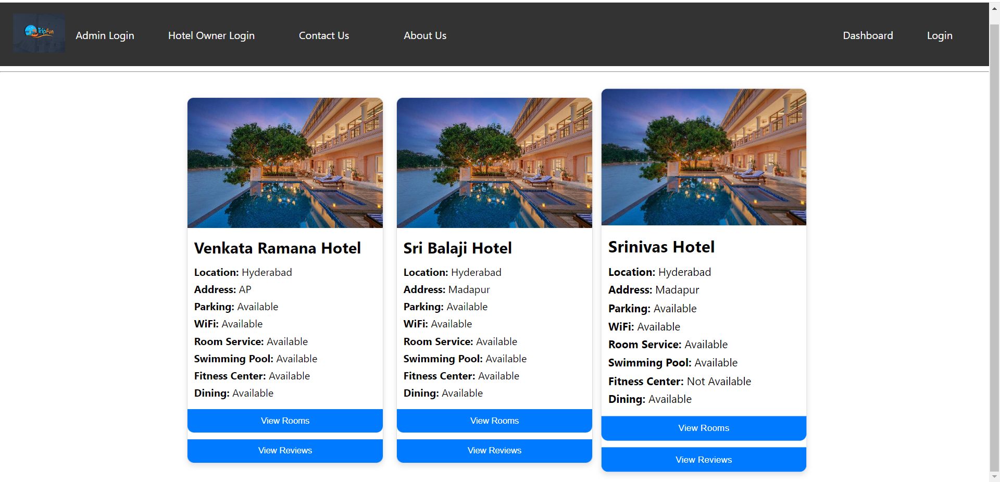 TripFun
Admin Login
Hotel Owner Login
Contact Us
About Us
Dashboard
Login
Venkata Ramana Hotel
Location: Hyderabad
Address: AP
Parking: Available
WiFi: Available
Room Service: Available
Swimming Pool: Available
Fitness Center: Available
Dining: Available
View Rooms
View Reviews
Sri Balaji Hotel
Location: Hyderabad
Address: Madapur
Parking: Available
WiFi: Available
Room Service: Available
Swimming Pool: Available
Fitness Center: Available
Dining: Available
View Rooms
View Reviews
Srinivas Hotel
Location: Hyderabad
Address: Madapur
Parking: Available
WiFi: Available
Room Service: Available
Swimming Pool: Available
Fitness Center: Not Available
Dining: Available
View Rooms
View Reviews